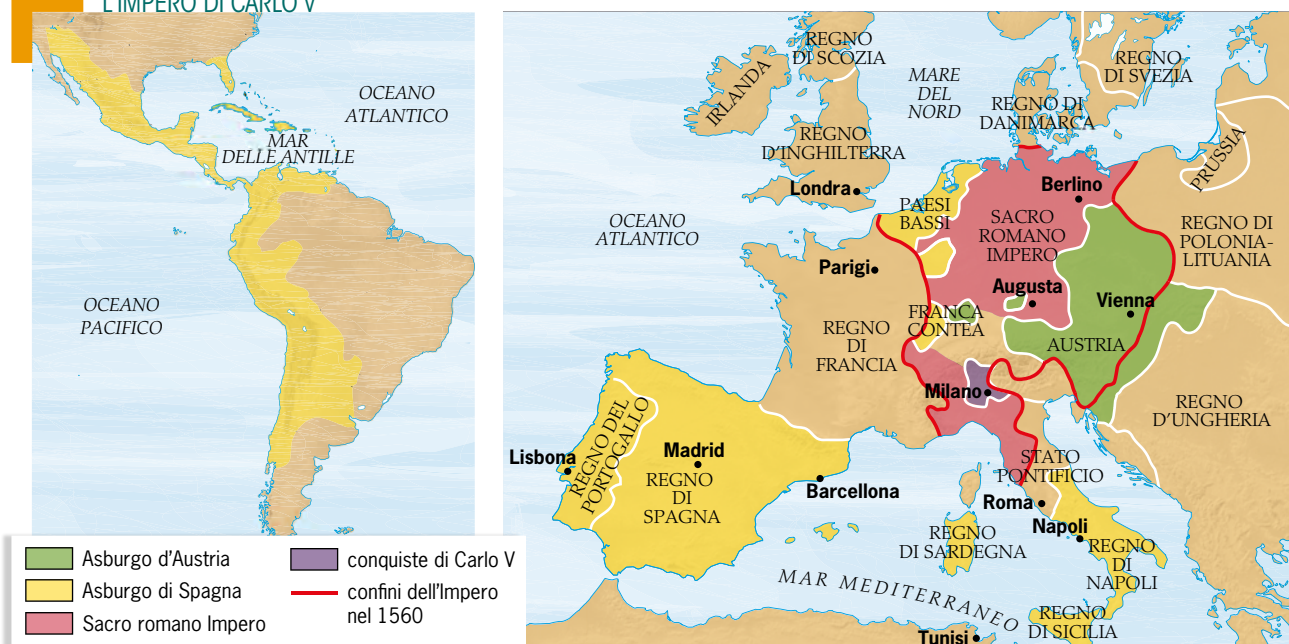 L'IMPERO DI CARLO V
OCEANO
ATLANTICO
MAR
DELLE ANTILLE
OCEANO
PACIFICO
Asburgo d'Austria
Asburgo di Spagna
Sacro romano Impero
conquiste di Carlo V
confini dell'Impero
nel 1560
REGNO
DI SCOZIA
IRLANDA
MARE
DEL
NORD
REGNO
DI SVEZIA
REGNO DI
DANIMARCA
REGNO
D'INGHILTERRA
Londra
PRUSSIA
PAESI
BASSI
Berlino
SACRO
ROMANO
IMPERO
REGNO DI
POLONIA-
LITUANIA
OCEANO
ATLANTICO
Parigi
Augusta
Vienna
FRANCA
CONTEA
AUSTRIA
REGNO
DI
FRANCIA
Milano
REGNO
D'UNGHERIA
Lisbona
REGNO DEL
PORTOGALLO
Madrid
REGNO
DI
SPAGNA
Barcellona
STATO
PONTIFICIO
Roma
Napoli
REGNO
DI SARDEGNA
REGNO
DI
NAPOLI
MAR MEDITERRANEO
REGNO
DI SICILIA
Tunisi